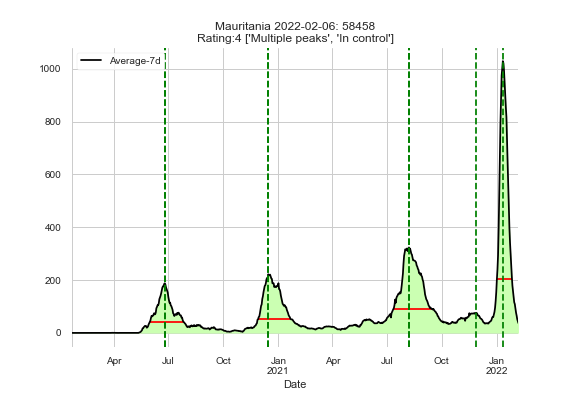 Mauritania 2022-02-06: 58458
Rating:4 ['Multiple peaks', 'In control']
Average-7d
1000
800
600
400
200
0
Apr Jul Oct Jan Apr Jul Oct Jan
2021 2022
Date